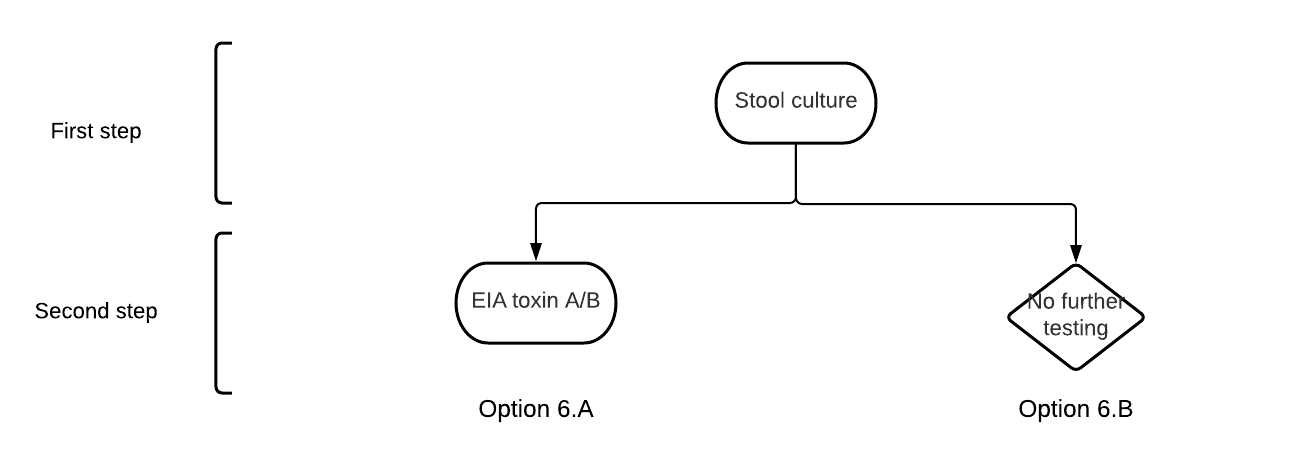 Stool culture
First step
EIA toxin A/B
No further
testing
Second step
Option 6.A
Option 6.B